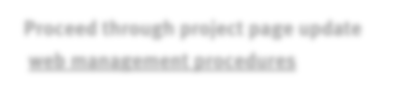 Proceed through project page update
web management procedures